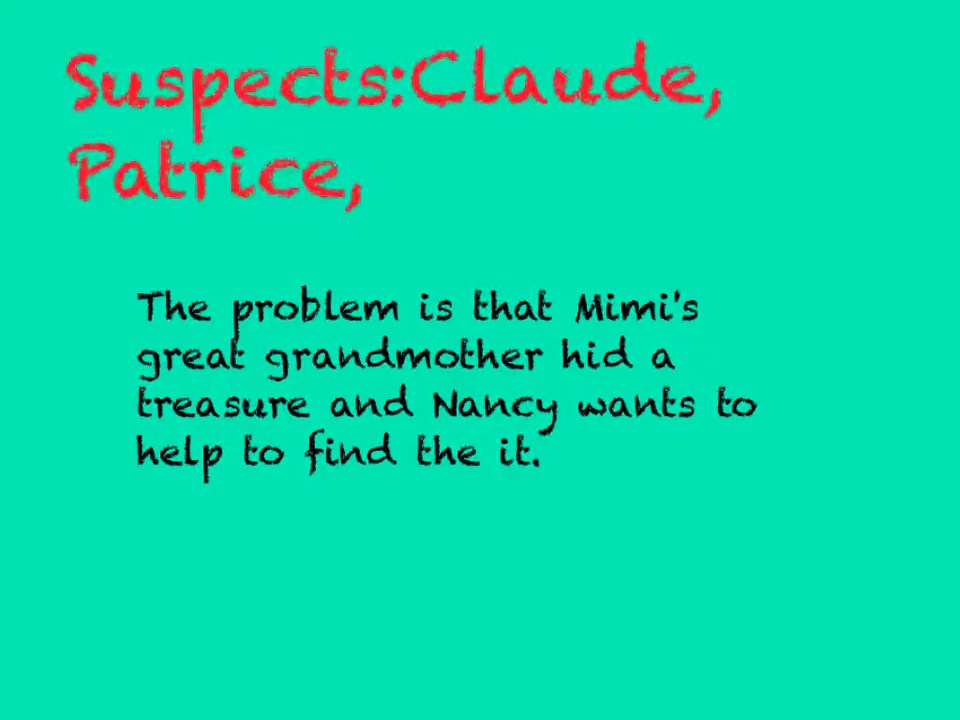 Suspects:Claude,
Patrice,
The problem is that Mimi's
great grandmother hid a
treasure and Nancy wants to
help to find the it.